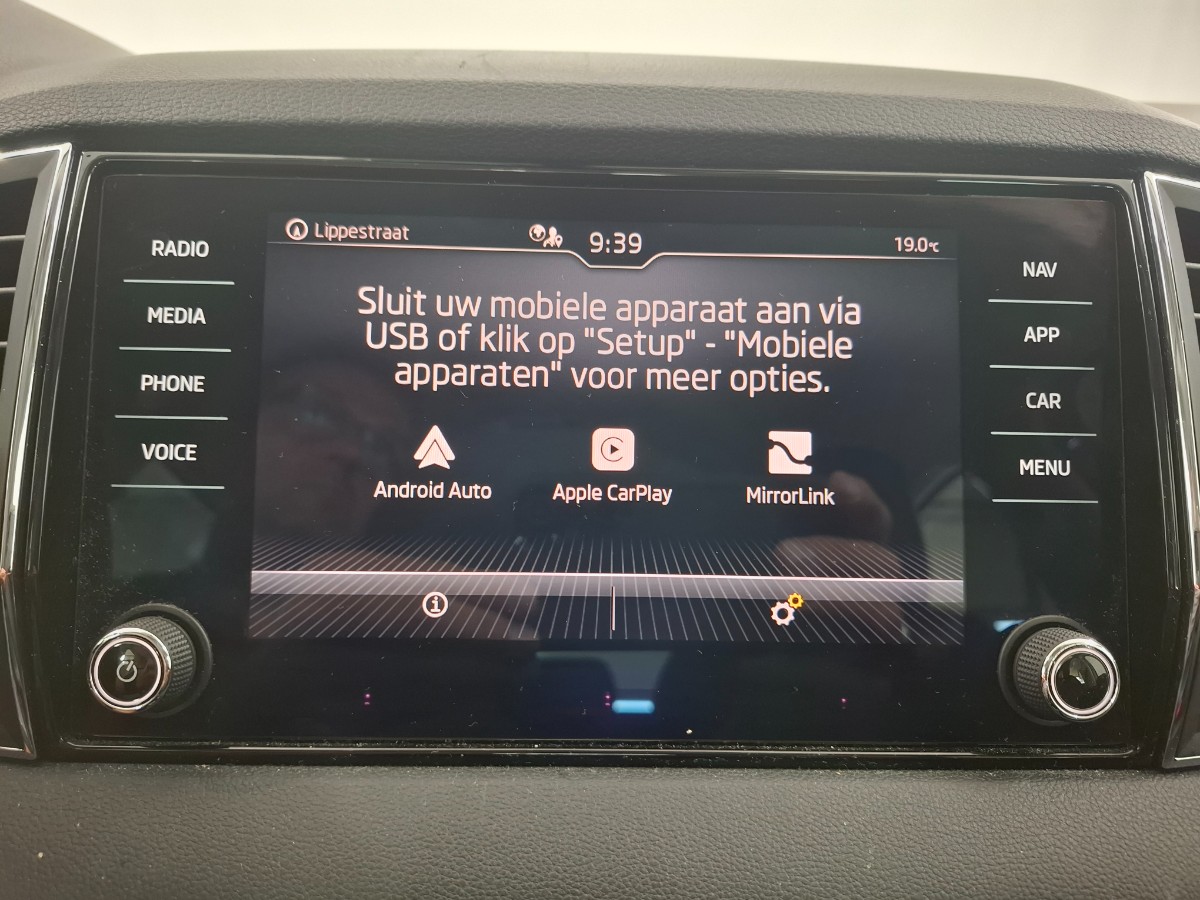 Lippestraat 9:39 19.0°C
RADIO
MEDIA
PHONE
VOICE
Sluit uw mobiele apparaat aan via
USB of klik op "Setup" - "Mobiele
apparaten" voor meer opties.
Android Auto Apple CarPlay MirrorLink
NAV
APP
CAR
MENU